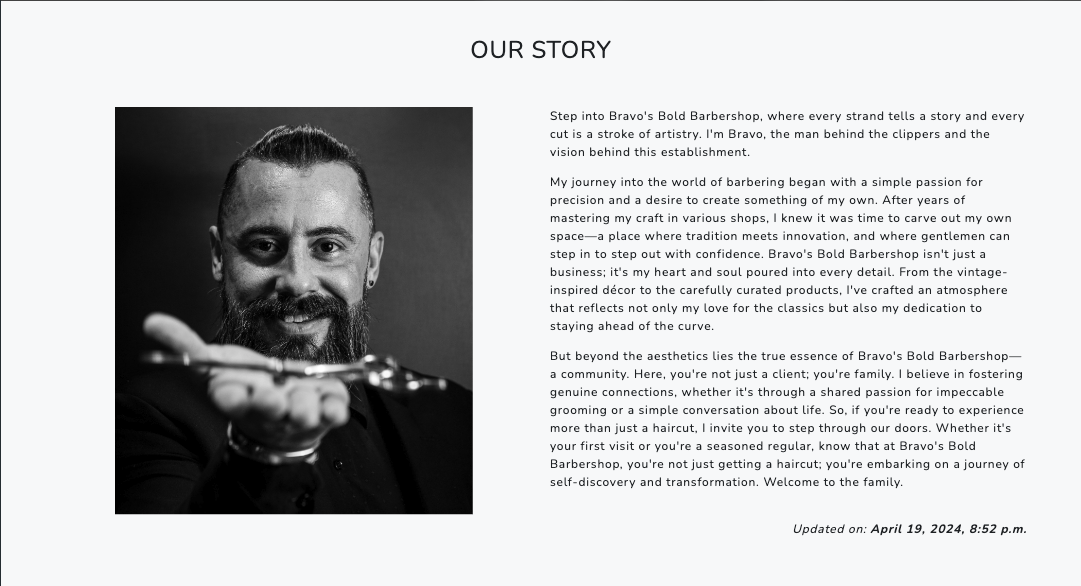 OUR STORY
Step into Bravo's Bold Barbershop, where every strand tells a story and every
cut is a stroke of artistry. I'm Bravo, the man behind the clippers and the
vision behind this establishment.
My journey into the world of barbering began with a simple passion for
precision and a desire to create something of my own. After years of
mastering my craft in various shops, I knew it was time to carve out my own
space—a place where tradition meets innovation, and where gentlemen can
step in to step out with confidence. Bravo's Bold Barbershop isn't just a
business; it's my heart and soul poured into every detail. From the vintage-
inspired décor to the carefully curated products, I've crafted an atmosphere
that reflects not only my love for the classics but also my dedication to
staying ahead of the curve.
But beyond the aesthetics lies the true essence of Bravo's Bold Barbershop—
a community. Here, you're not just a client; you're family. I believe in fostering
genuine connections, whether it's through a shared passion for impeccable
grooming or a simple conversation about life. So, if you're ready to experience
more than just a haircut, I invite you to step through our doors. Whether it's
your first visit or you're a seasoned regular, know that at Bravo's Bold
Barbershop, you're not just getting a haircut; you're embarking on a journey of
self-discovery and transformation. Welcome to the family.
Updated on: April 19, 2024, 8:52 p.m.